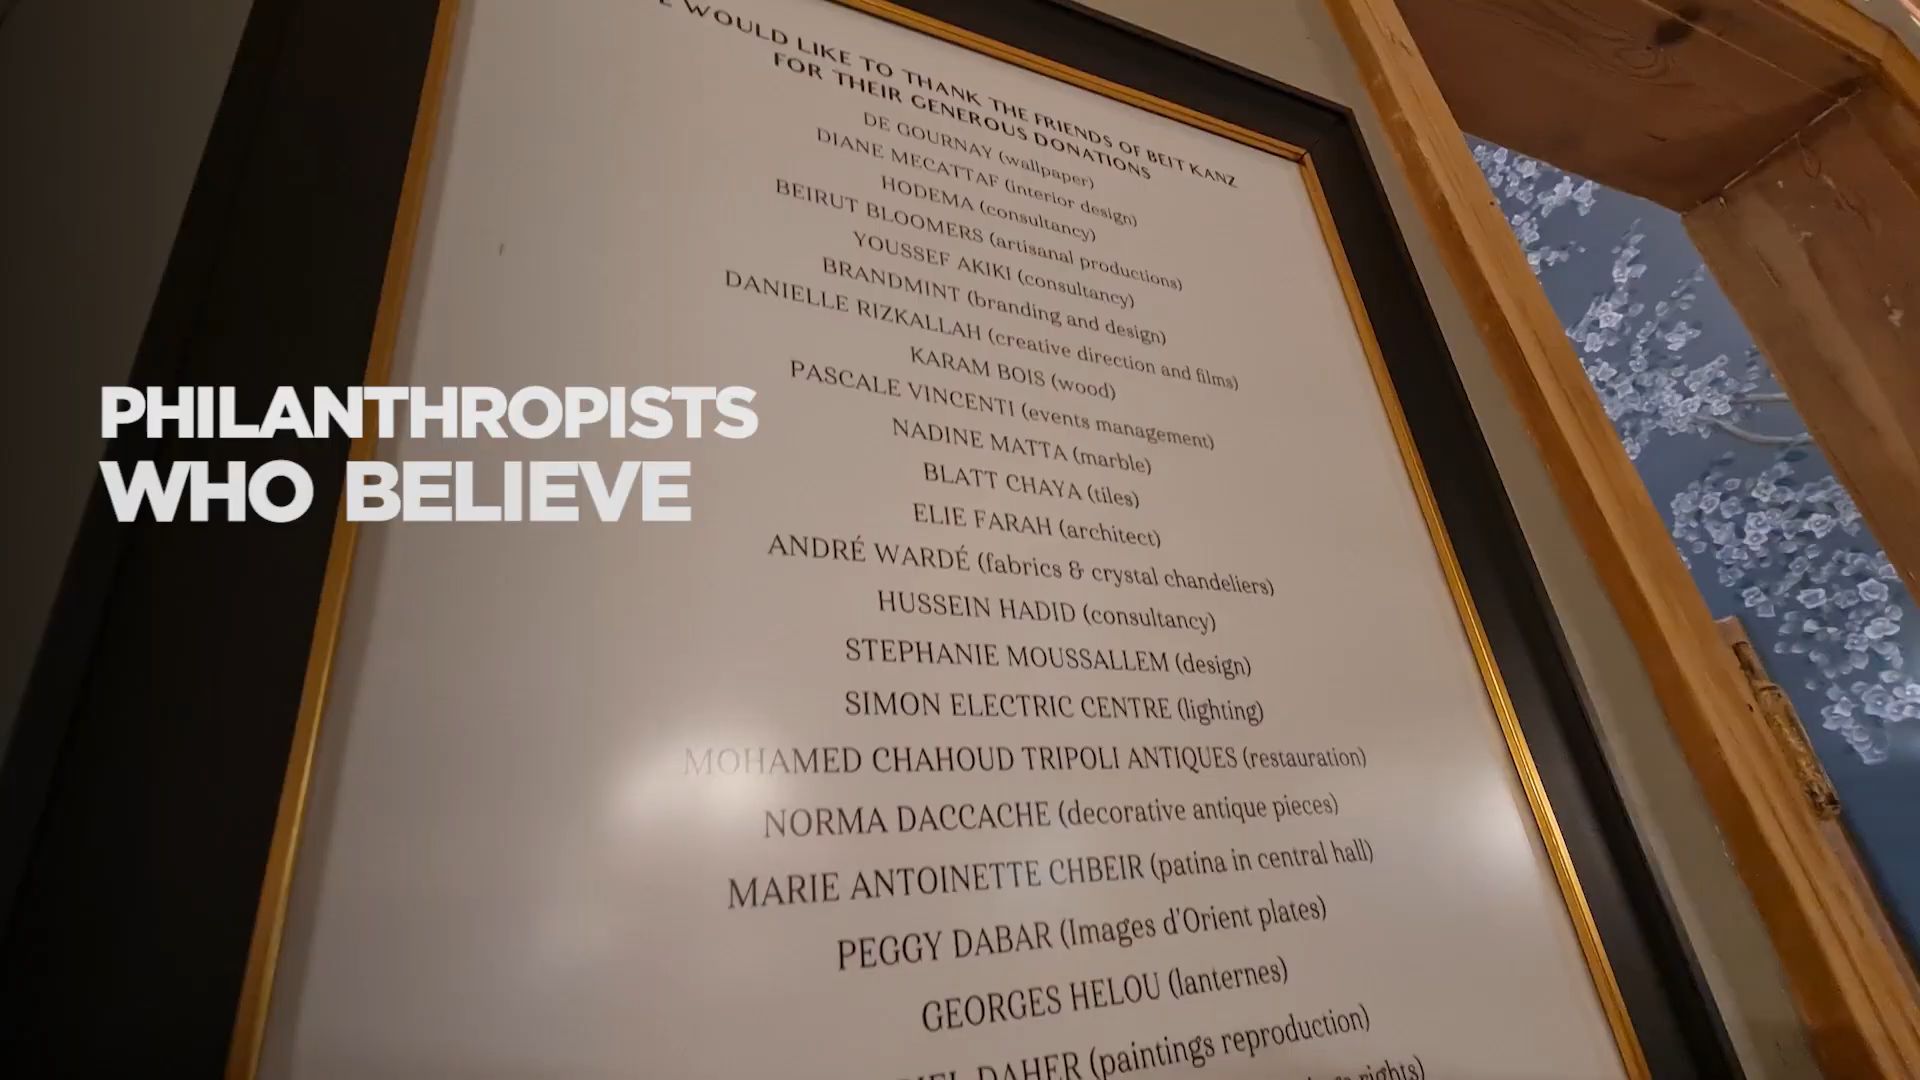 WOULD LIKE TO THANK THE FRIENDS OF BEIT KANZ
FOR THEIR GENEROUS DONATIONS
DE GOURNAY (wallpaper)
DIANE MECATTAF (interior design)
HODEMA (consultancy)
BEIRUT BLOOMERS (artisanal productions)
YOUSSEF AKIKI (consultancy)
BRANDMINT (branding and design)
DANIELLE RIZKALLAH (creative direction and films)
KARAM BOIS (wood)
PASCALE VINCENTI (events management)
NADINE MATTA (marble)
BLATT CHAYA (tiles)
ELIE FARAH (architect)
ANDRÉ WARDÉ (fabrics & crystal chandeliers)
HUSSEIN HADID (consultancy)
STEPHANIE MOUSSALLEM (design)
SIMON ELECTRIC CENTRE (lighting)
MOHAMED CHAHOUD TRIPOLI ANTIQUES (restauration)
NORMA DACCACHE (decorative antique pieces)
MARIE ANTOINETTE CHBEIR (patina in central hall)
PEGGY DABAR (Images d'Orient plates)
GEORGES HELOU (lanternes)
DAHER (paintings reproduction)
rights)
PHILANTHROPISTS
WHO BELIEVE